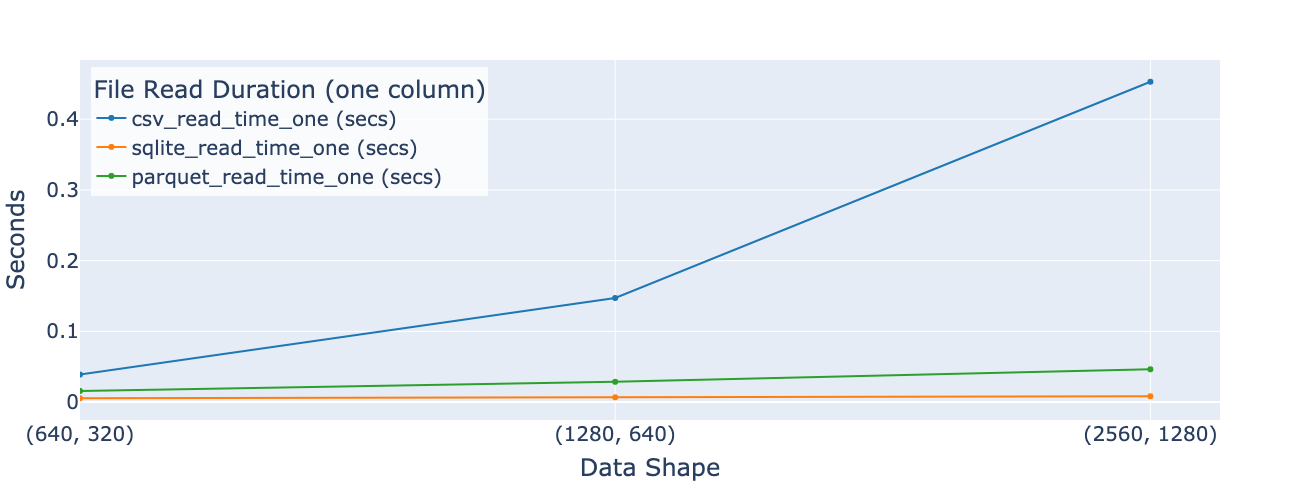 File Read Duration (one column)
csv_read_time_one (secs)
sqlite_read_time_one (secs)
parquet_read_time_one (secs)
0.4
0.3
0.2
0.1
0
Seconds
(640, 320)
(1280, 640)
(2560, 1280)
Data Shape